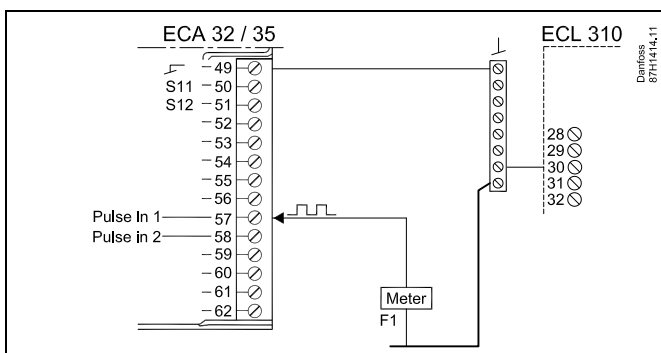 ECA 32 / 35
ECL 310
Danfoss
87H1414.11
49
S11 50
S12 51
52
53
54
55
56
Pulse In 1 57
Pulse in 2 58
59
60
61
62
28
29
30
31
32
Meter
F1